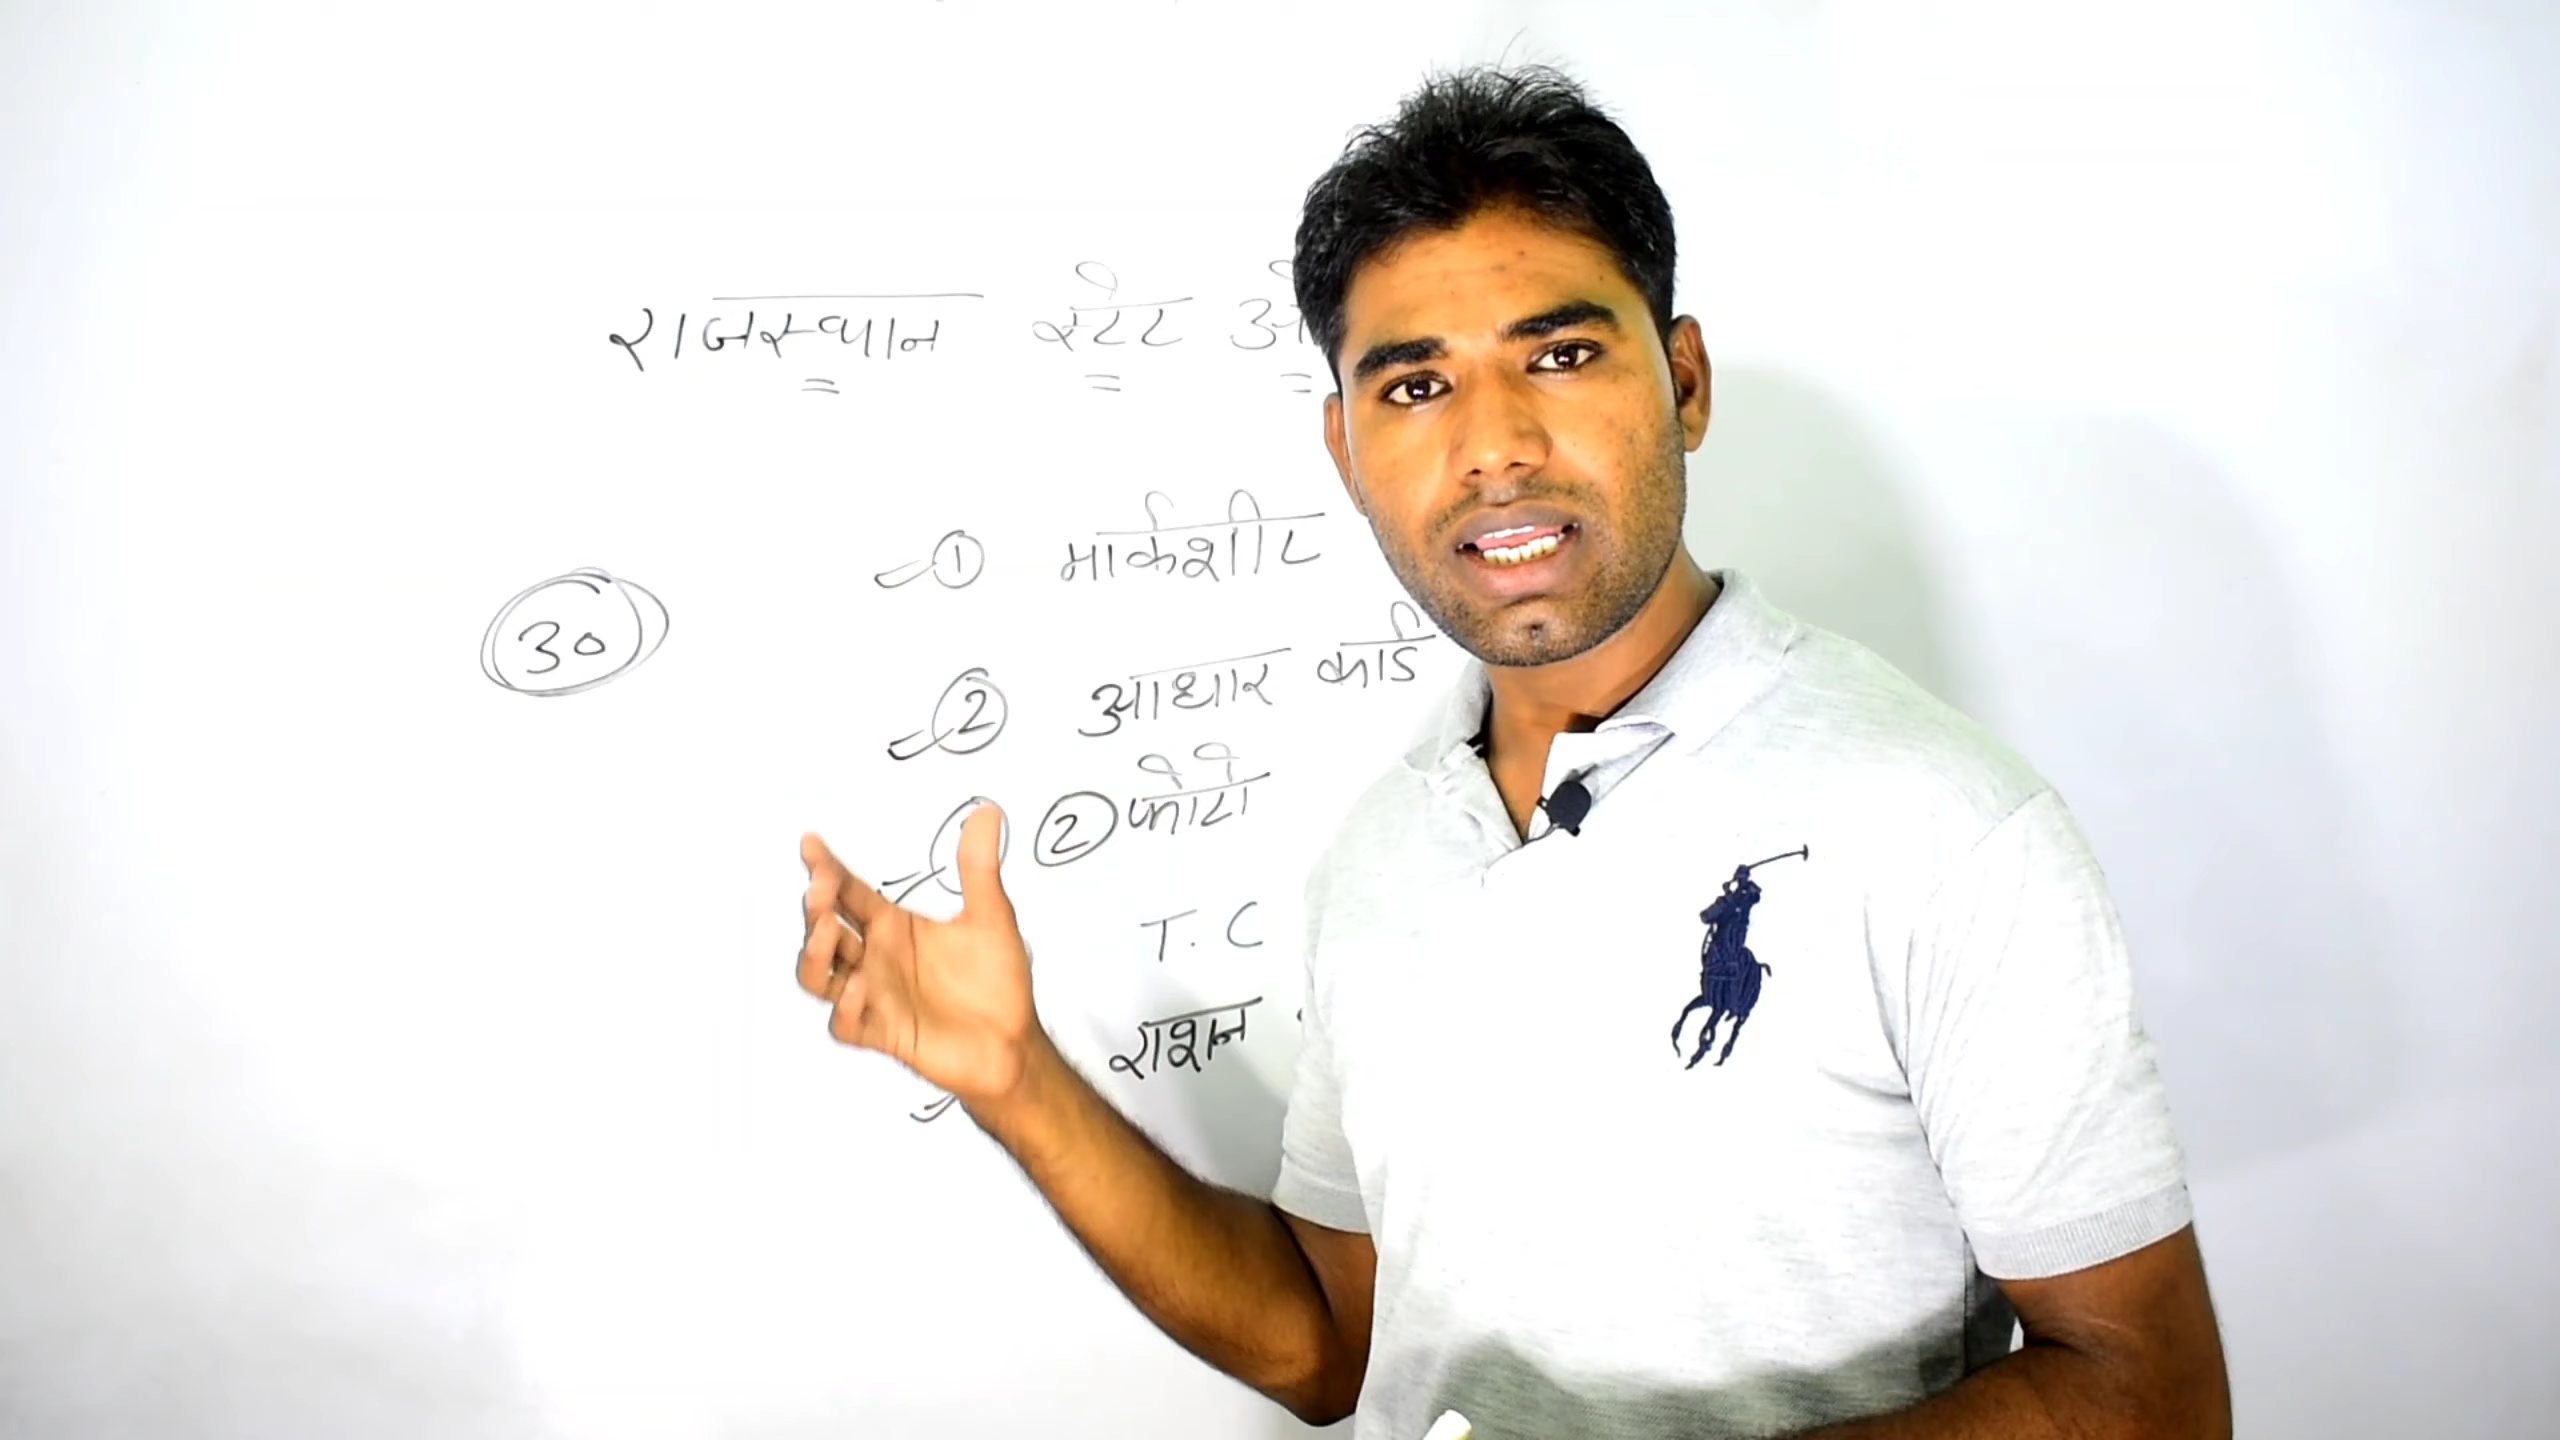 राजस्थान स्टेट ओ
30
1 मार्कशीट
2 आधार कार्ड
2 फोटो
T.C
राशन